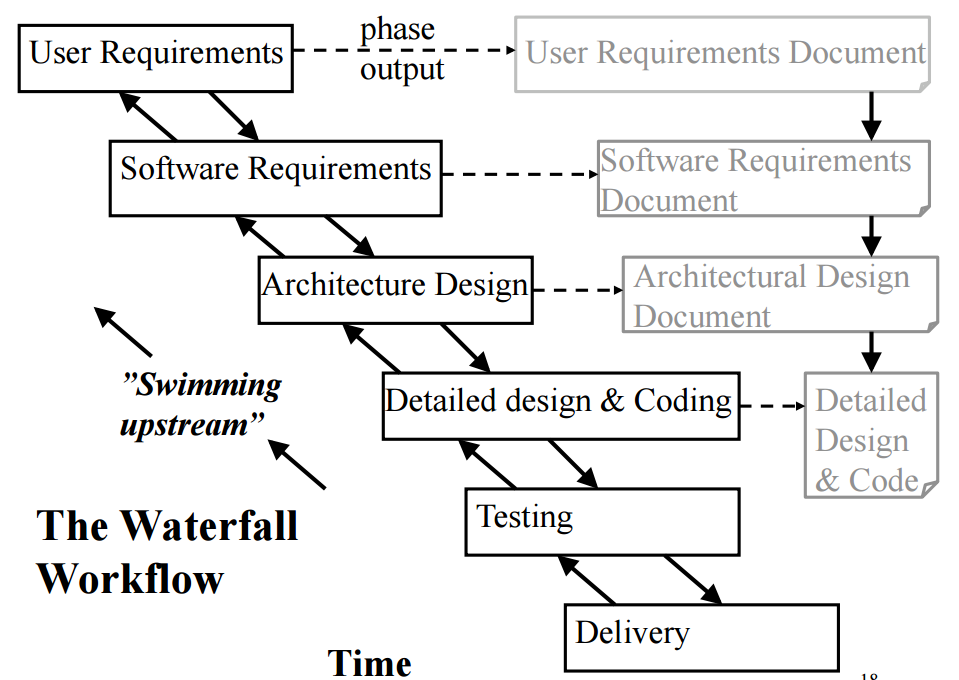 User Requirements
phase
output
User Requirements Document
Software Requirements
Software Requirements
Document
Architecture Design
Architectural Design
Document
”Swimming
upstream”
Detailed design & Coding
Detailed
Design
& Code
The Waterfall
Workflow
Testing
Delivery
Time
18